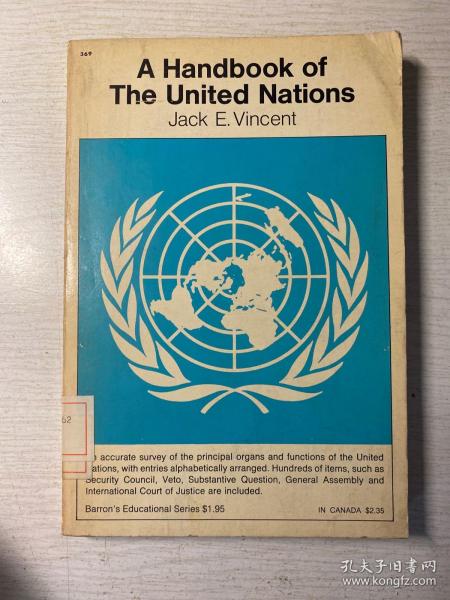 369
A Handbook of
The United Nations
Jack E. Vincent
62
accurate survey of the principal organs and functions of the United
ations, with entries alphabetically arranged. Hundreds of items, such as
ecurity Council, Veto, Substantive Question, General Assembly and
International Court of Justice are included.
Barron's Educational Series $1.95 IN CANADA $2.35
孔夫子旧书网
www.kongfz.com